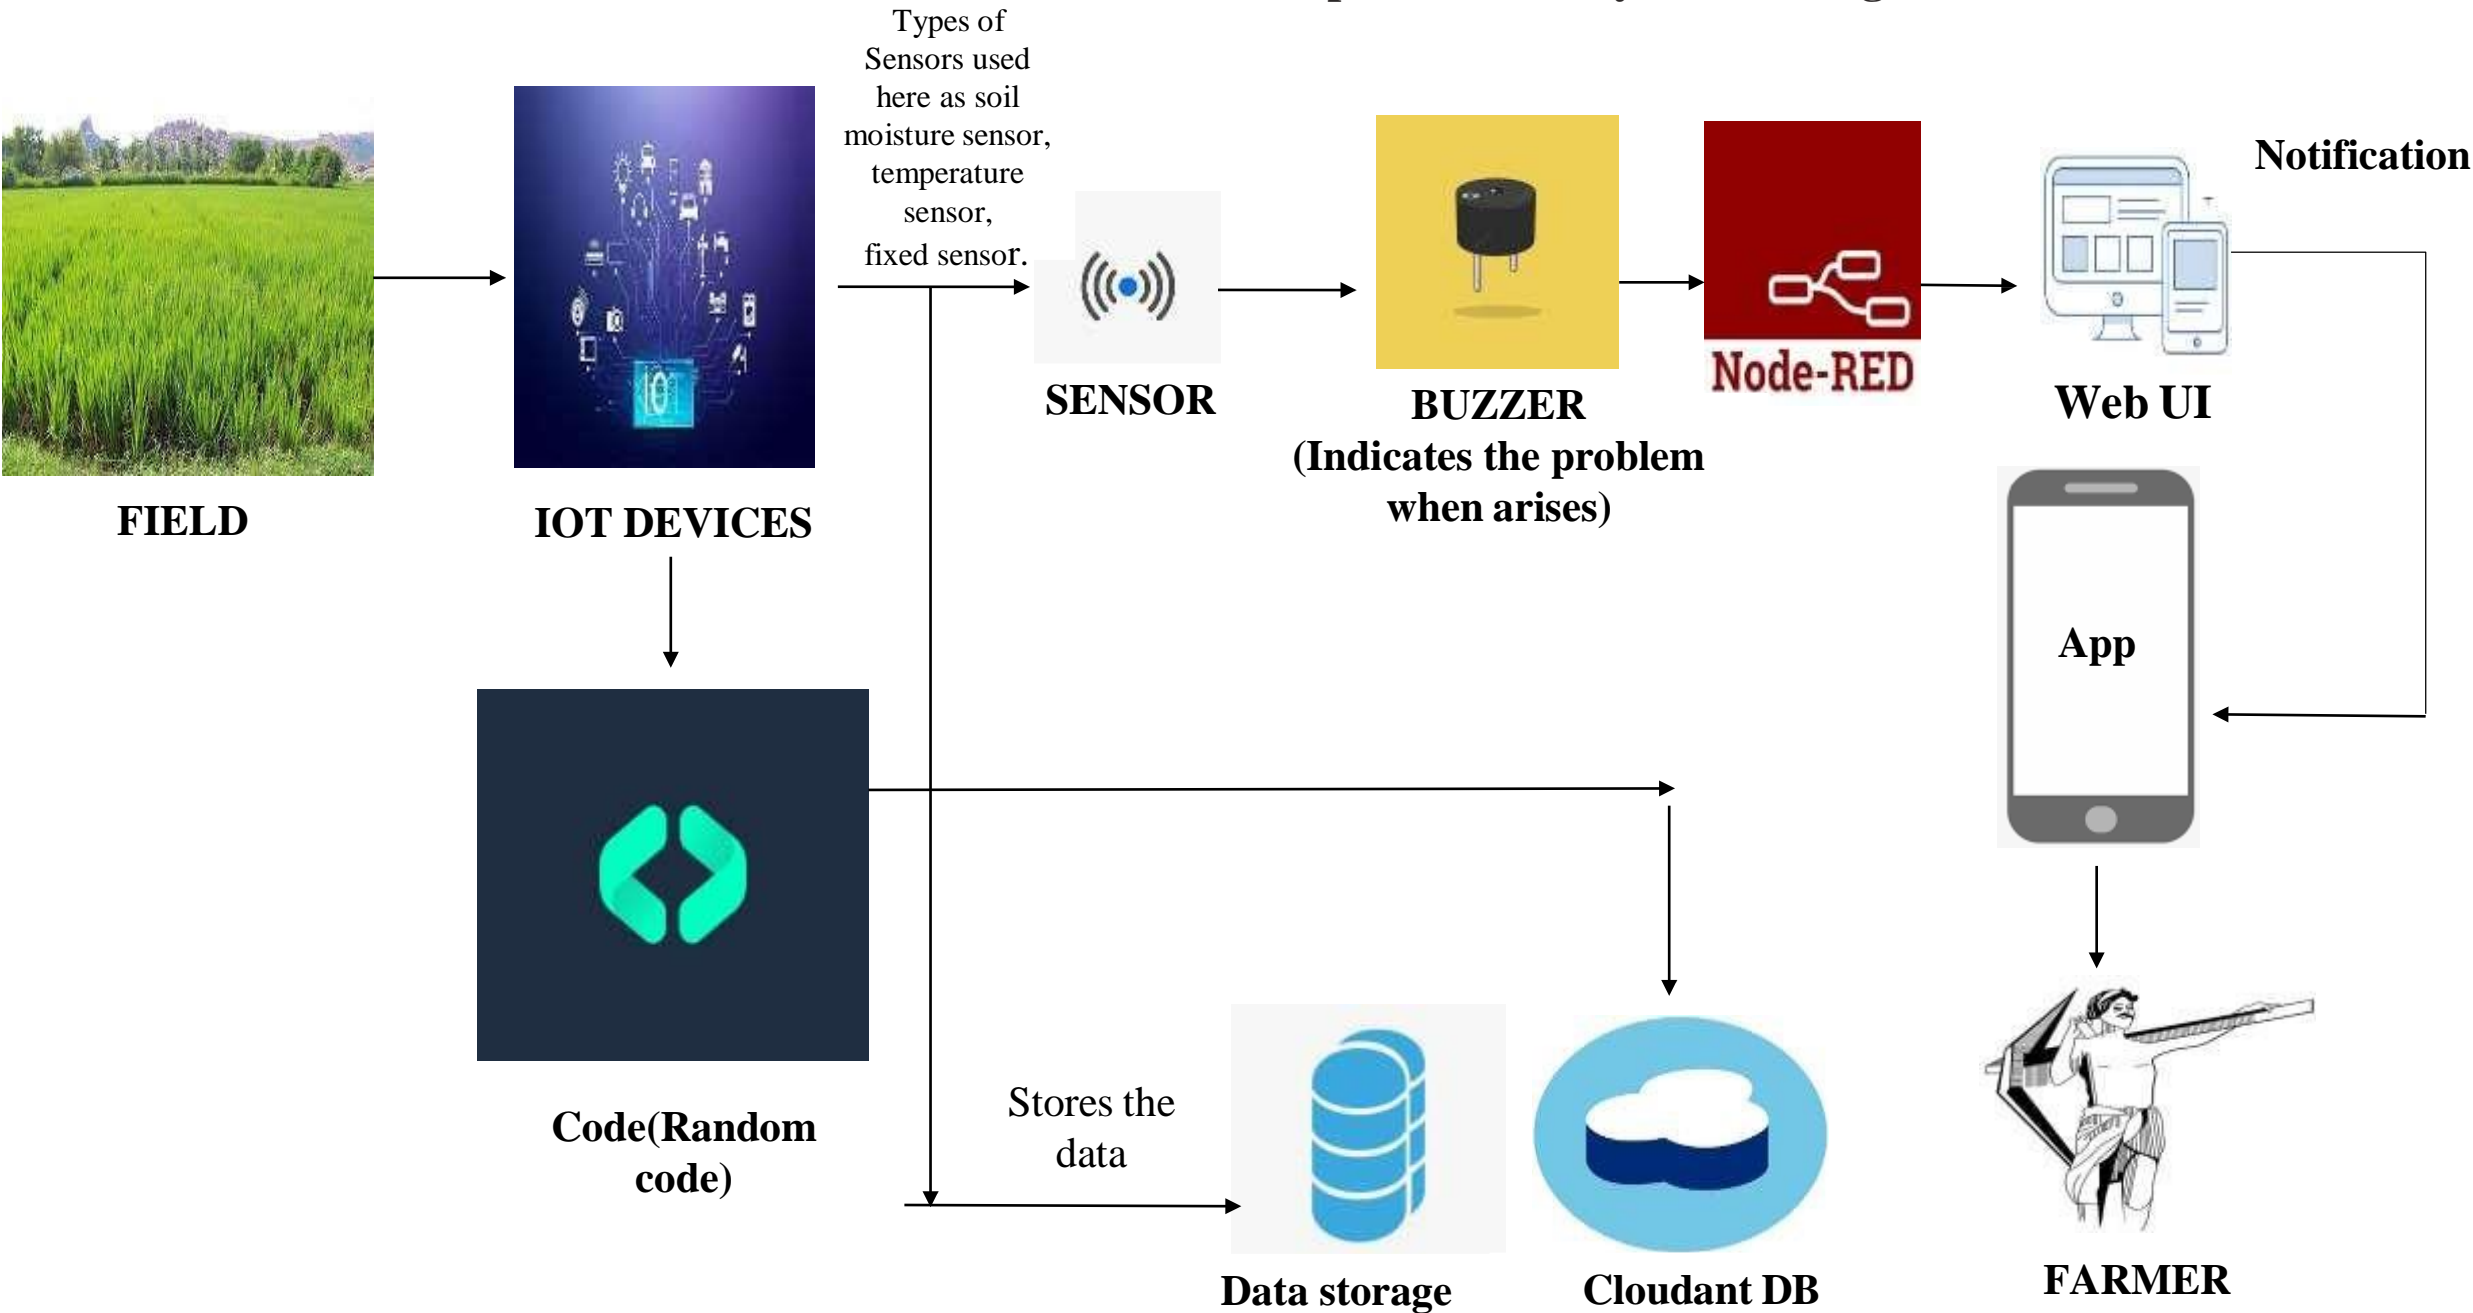 Types of
Sensors used
here as soil
moisture sensor,
temperature
sensor,
fixed sensor.
Notification
IOT
Node-RED
SENSOR
BUZZER
(Indicates the problem
when arises)
Web UI
FIELD
IOT DEVICES
App
Code(Random
code)
Stores the
data
Data storage
Cloudant DB
FARMER